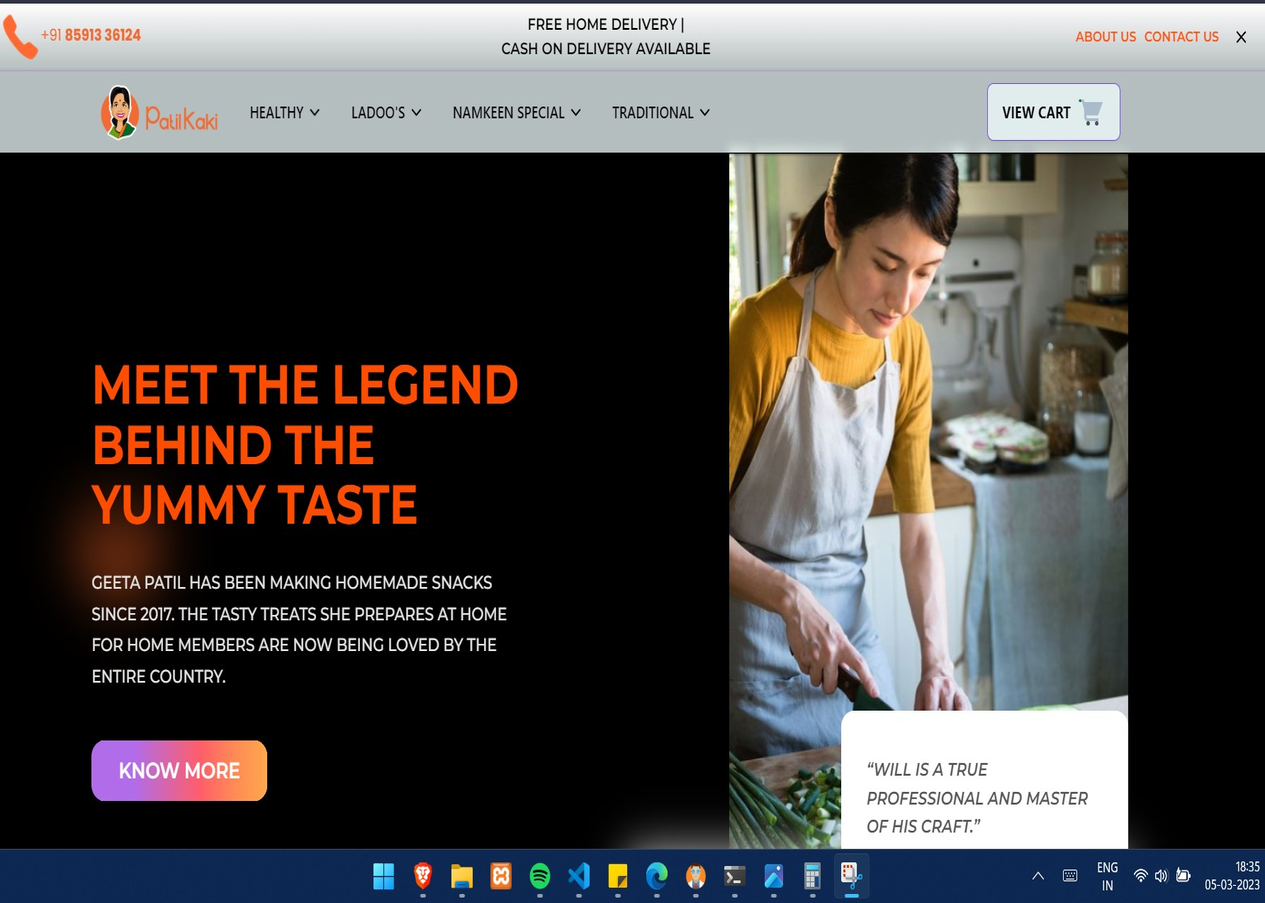 +91 85913 36124
FREE HOME DELIVERY |
CASH ON DELIVERY AVAILABLE
ABOUT US CONTACT US X
PatilKaki
HEALTHY
LADOO'S
NAMKEEN SPECIAL
TRADITIONAL
VIEW CART
MEET THE LEGEND
BEHIND THE
YUMMY TASTE
GEETA PATIL HAS BEEN MAKING HOMEMADE SNACKS
SINCE 2017. THE TASTY TREATS SHE PREPARES AT HOME
FOR HOME MEMBERS ARE NOW BEING LOVED BY THE
ENTIRE COUNTRY.
KNOW MORE
“WILL IS A TRUE
PROFESSIONAL AND MASTER
OF HIS CRAFT.”
ENG
IN
18:35
05-03-2023